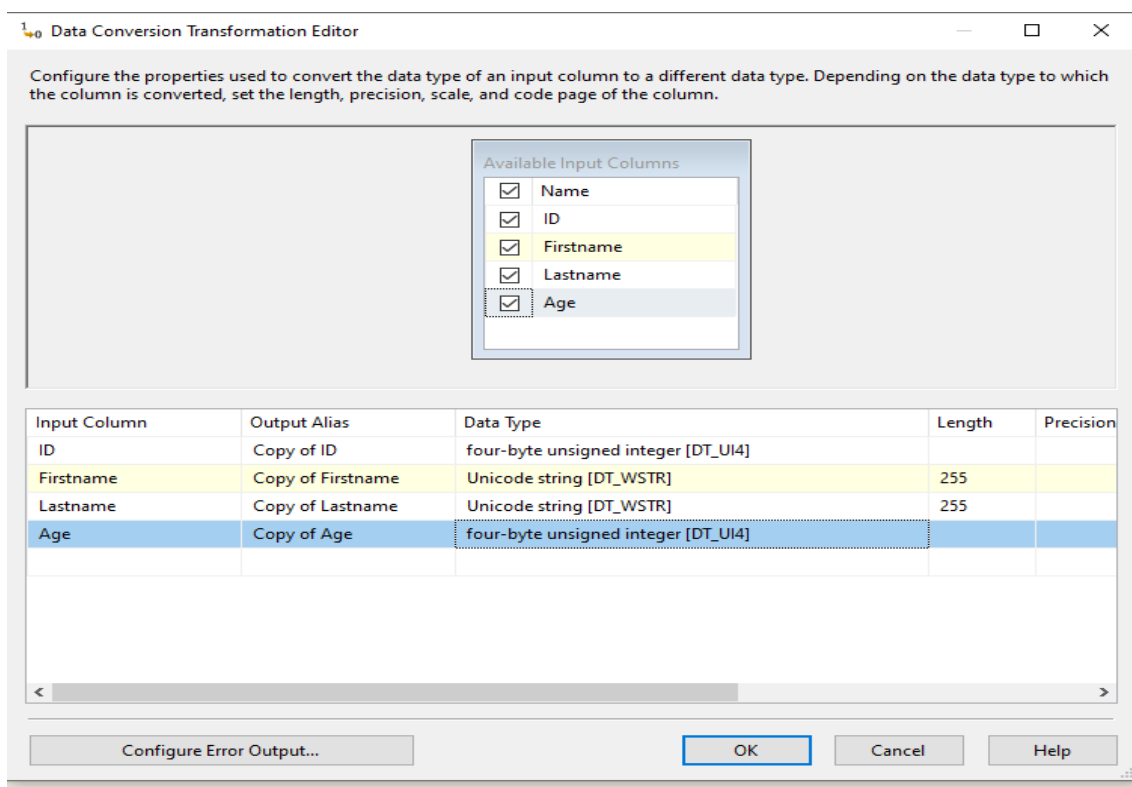 Data Conversion Transformation Editor
Configure the properties used to convert the data type of an input column to a different data type. Depending on the data type to which
the column is converted, set the length, precision, scale, and code page of the column.
Available Input Columns
Name
ID
Firstname
Lastname
Age
Input Column Output Alias Data Type Length Precision
ID Copy of ID four-byte unsigned integer [DT_UI4]
Firstname Copy of Firstname Unicode string [DT_WSTR] 255
Lastname Copy of Lastname Unicode string [DT_WSTR] 255
Age Copy of Age four-byte unsigned integer [DT_UI4]
Configure Error Output... OK Cancel Help